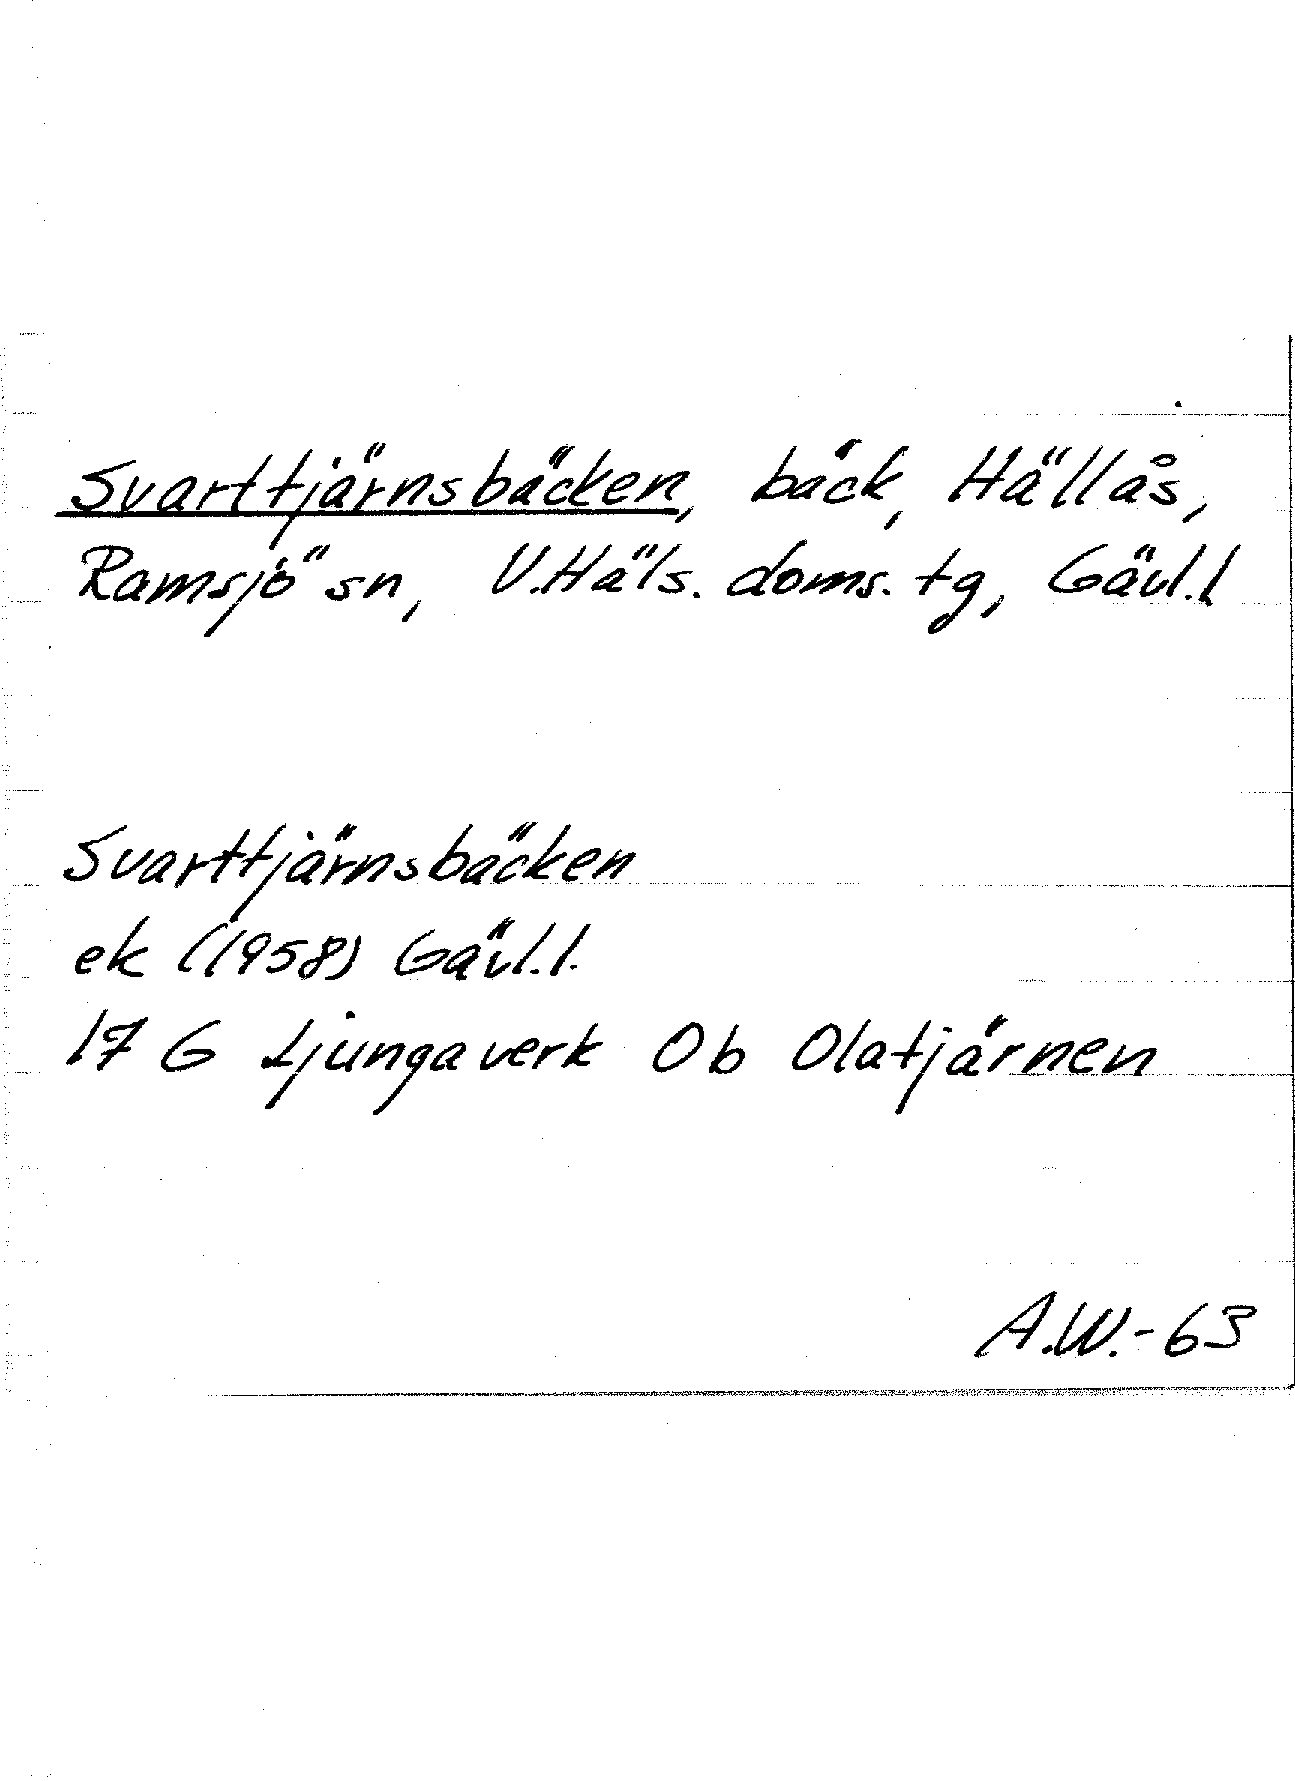 Svarttjärnsbäcken, bäck, Hällås,
Ramsjö sn, V.Häls. doms. tg, Gävl.l
Svarttjärnsbäcken
ek (1958) Gävl.l.
17 G Ljungaverk Ob Olatjärnen
A.W.-63